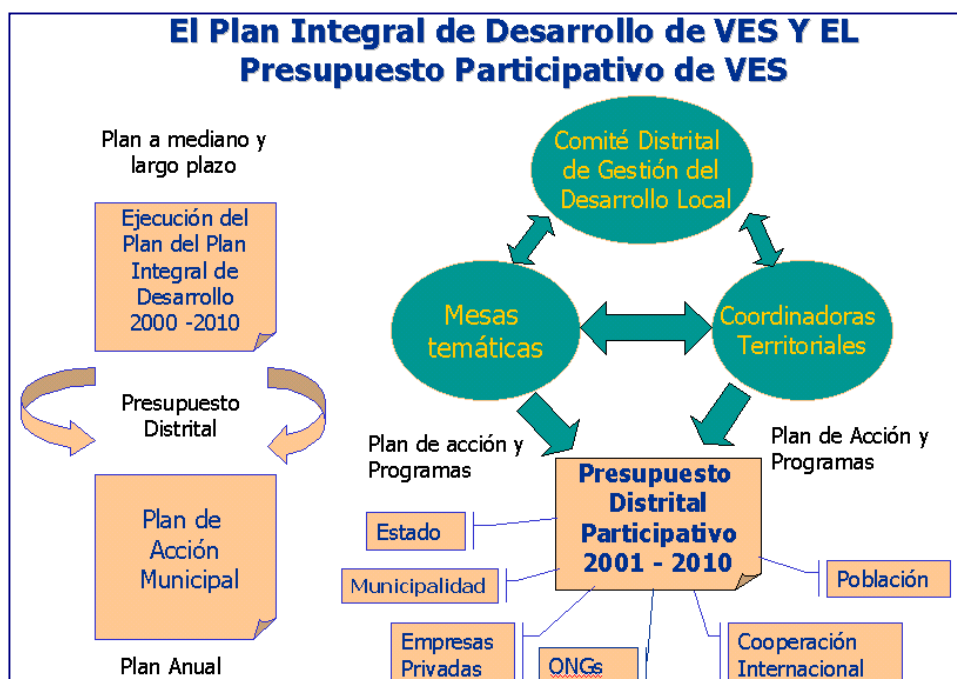 El Plan Integral de Desarrollo de VES Y EL
Presupuesto Participativo de VES
Plan a mediano y
largo plazo
Ejecución del
Plan del Plan
Integral de
Desarrollo
2000 -2010
Presupuesto
Distrital
Plan de
Acción
Municipal
Plan Anual
Comité Distrital
de Gestión del
Desarrollo Local
Mesas
temáticas
Coordinadoras
Territoriales
Plan de acción y
Programas
Plan de Acción y
Programas
Presupuesto
Distrital
Participativo
2001 - 2010
Estado
Municipalidad
Empresas
Privadas
ONGs
Cooperación
Internacional
Población